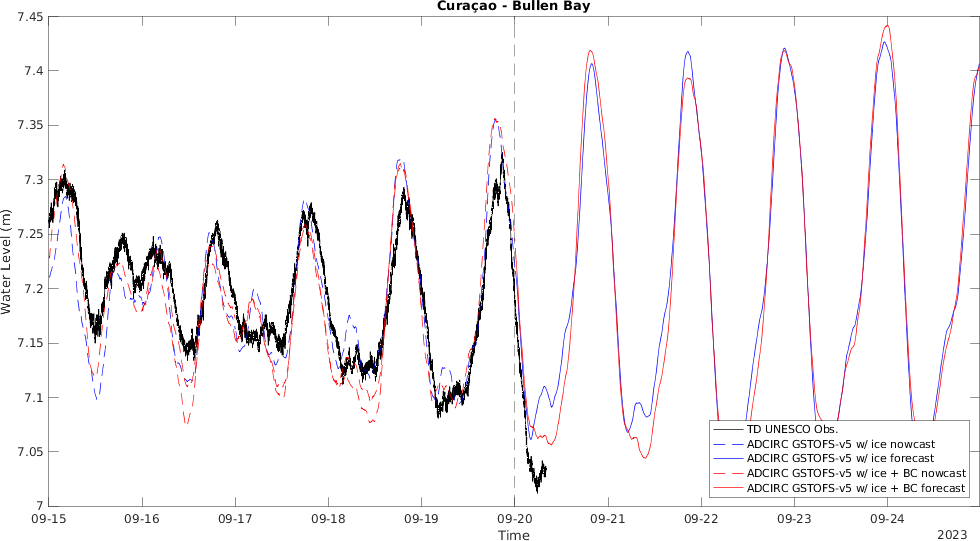 Curaçao - Bullen Bay
Water Level (m)
7.45
7.4
7.35
7.3
7.25
7.2
7.15
7.1
7.05
7
TD UNESCO Obs.
ADCIRC GSTOFS-v5 w/ ice nowcast
ADCIRC GSTOFS-v5 w/ ice forecast
ADCIRC GSTOFS-v5 w/ ice + BC nowcast
ADCIRC GSTOFS-v5 w/ ice + BC forecast
09-15 09-16 09-17 09-18 09-19 09-20 09-21 09-22 09-23 09-24
Time
2023